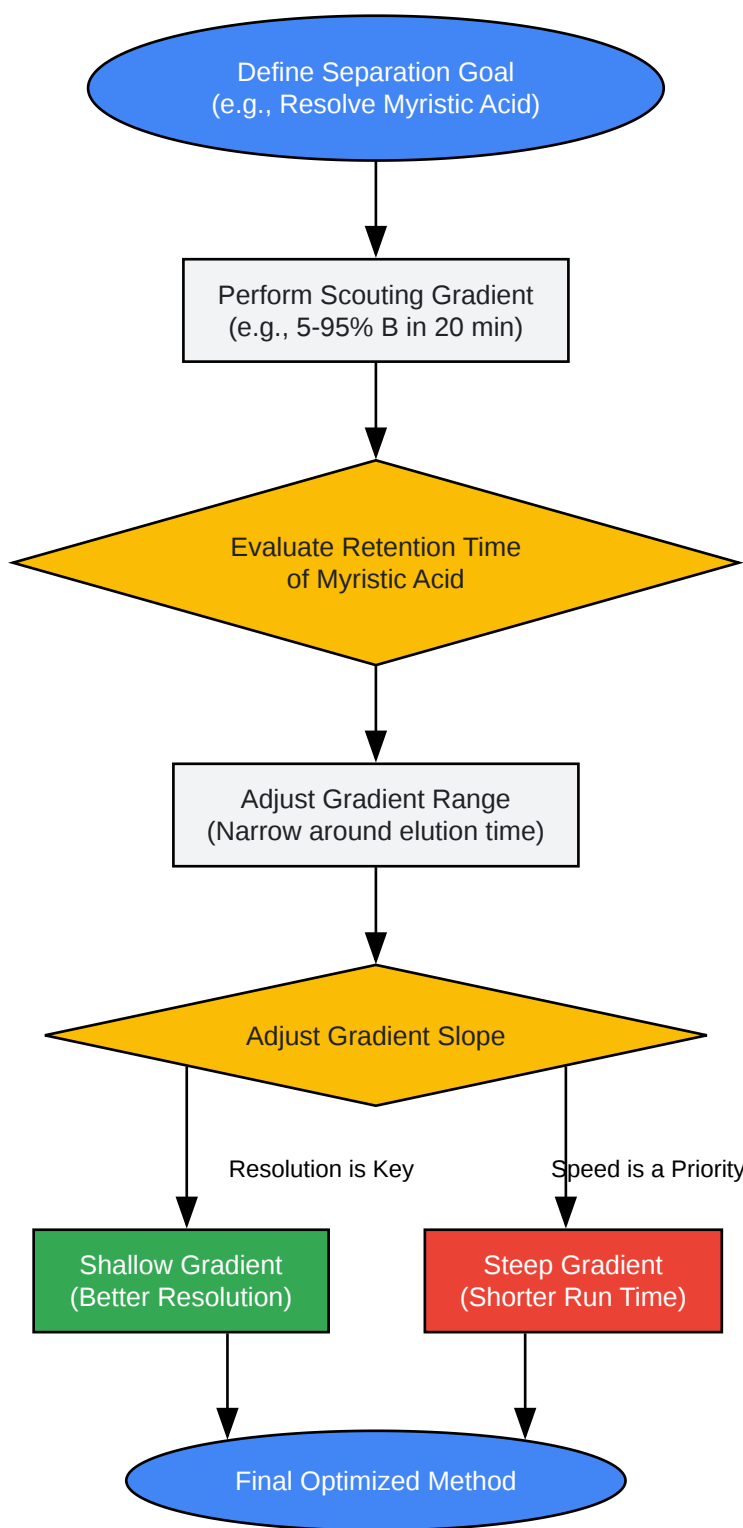 Define Separation Goal
(e.g., Resolve Myristic Acid)
Perform Scouting Gradient
(e.g., 5-95% B in 20 min)
Evaluate Retention Time
of Myristic Acid
Adjust Gradient Range
(Narrow around elution time)
Adjust Gradient Slope
Resolution is Key
Speed is a Priority
Shallow Gradient
(Better Resolution)
Steep Gradient
(Shorter Run Time)
Final Optimized Method